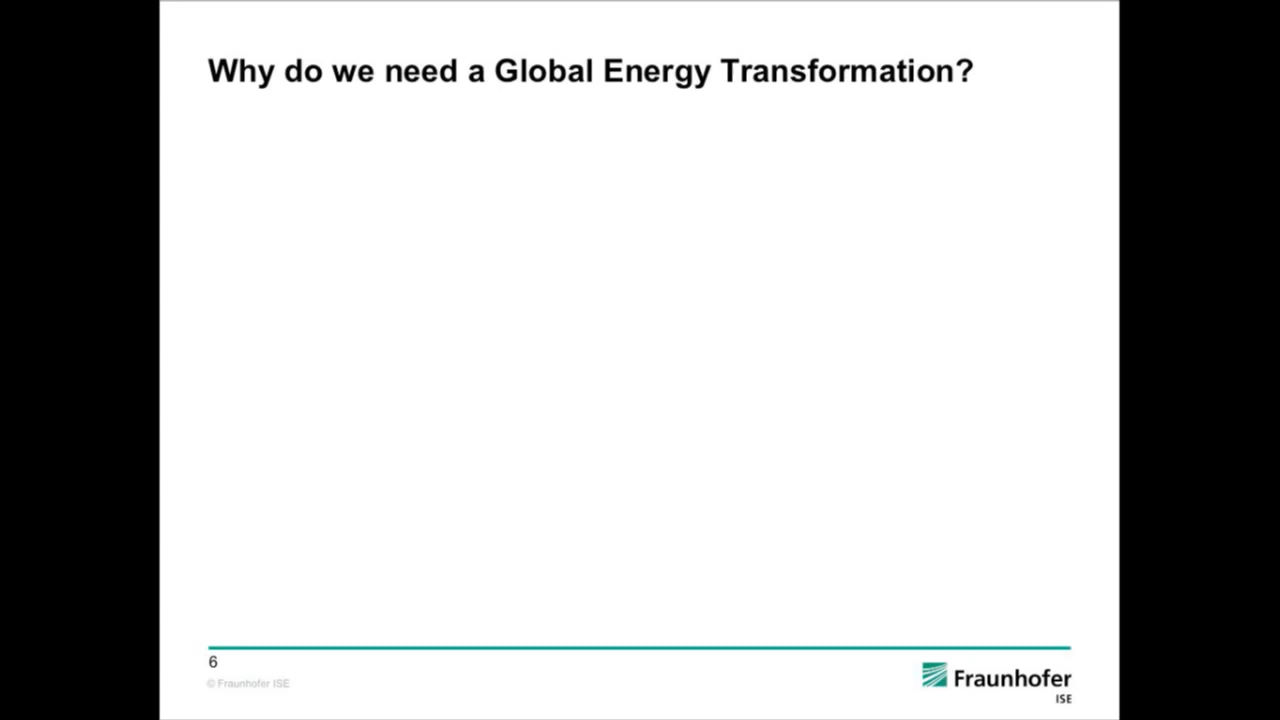 Why do we need a Global Energy Transformation?
6
© Fraunhofer ISE
Fraunhofer
ISE